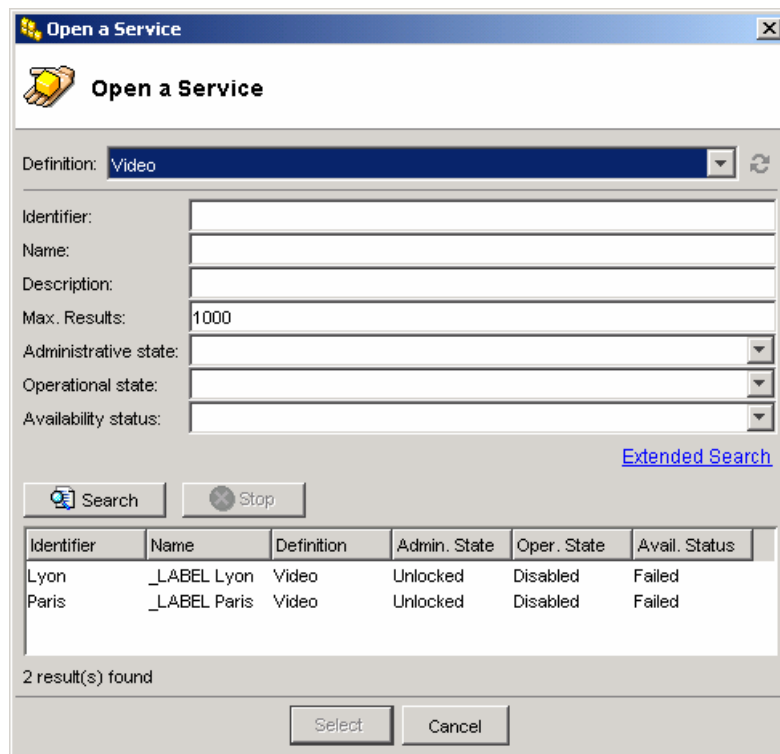 Open a Service
Open a Service
Definition: Video
Identifier:
Name:
Description:
Max. Results: 1000
Administrative state:
Operational state:
Availability status:
Extended Search
Search Stop
Identifier Name Definition Admin. State Oper. State Avail. Status
Lyon _LABEL Lyon Video Unlocked Disabled Failed
Paris _LABEL Paris Video Unlocked Disabled Failed
2 result(s) found
Select Cancel